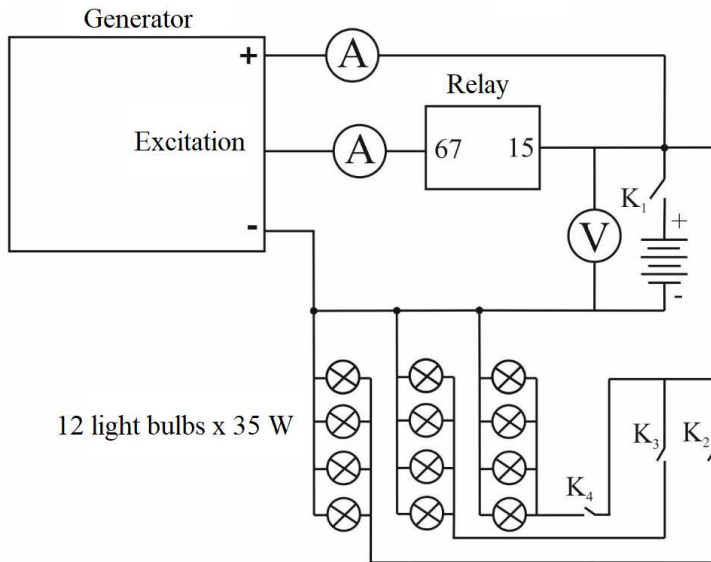 Generator
+
A
Relay
Excitation
A
67
15
K₁
+
-
V
-
12 light bulbs x 35 W
K₃
K₂
K₄